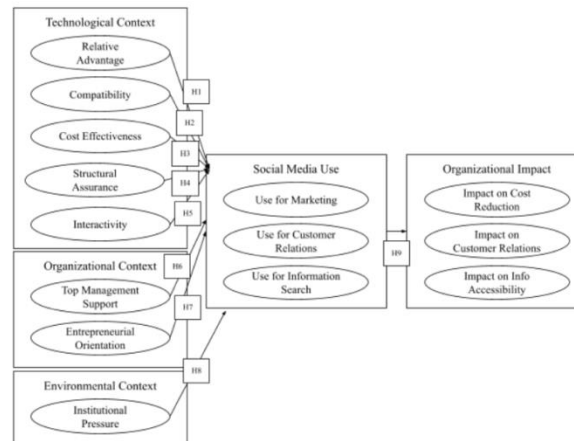 Technological Context
Relative
Advantage
Compatibility
Cost Effectiveness
Structural
Assurance
Interactivity
H1
H2
H3
H4
H5
Organizational Context
Top Management
Support
Entrepreneurial
Orientation
H6
H7
Environmental Context
Institutional
Pressure
H8
Social Media Use
Use for Marketing
Use for Customer
Relations
Use for Information
Search
H9
Organizational Impact
Impact on Cost
Reduction
Impact on
Customer Relations
Impact on Info
Accessibility